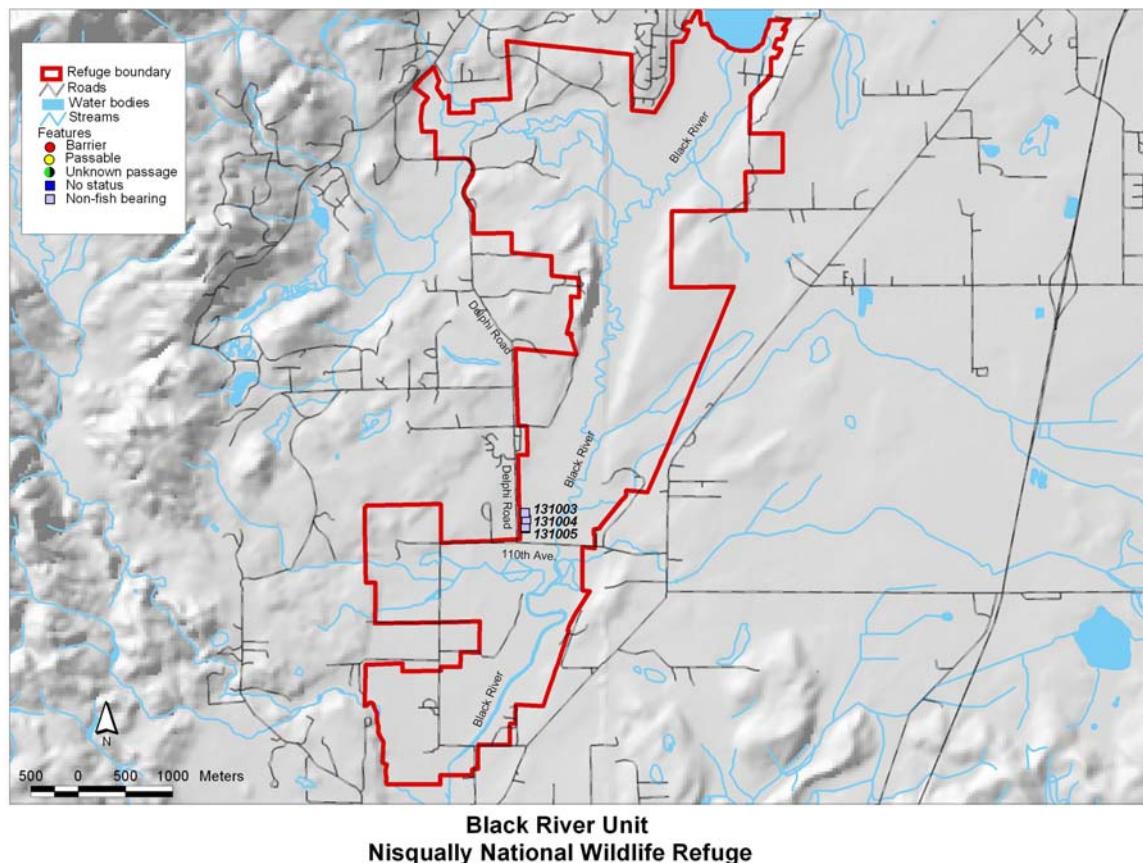 Refuge boundary
Roads
Water bodies
Streams
Features
Barrier
Passable
Unknown passage
No status
Non-fish bearing
Black River
Delphi Road
Black River
Delphi Road
131003
131004
131005
110th Ave.
Black River
N
500 0 500 1000 Meters
Black River Unit
Nisqually National Wildlife Refuge